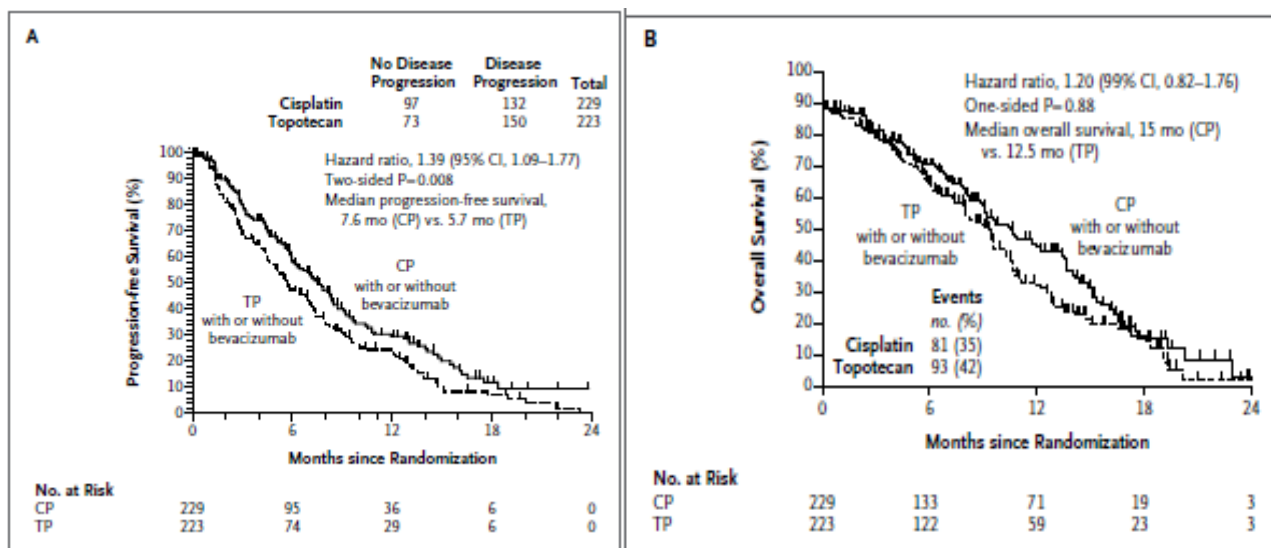 A
No Disease Progression Disease Progression Total
Cisplatin 97 132 229
Topotecan 73 150 223
Hazard ratio, 1.39 (95% CI, 1.09–1.77)
Two-sided P=0.008
Median progression-free survival,
7.6 mo (CP) vs. 5.7 mo (TP)
Progression-free Survival (%)
100
90
80
70
60
50
40
30
20
10
0
CP
with or without
bevacizumab
TP
with or without
bevacizumab
0 6 12 18 24
Months since Randomization
No. at Risk
CP 229 95 36 6 0
TP 223 74 29 6 0
B
Hazard ratio, 1.20 (99% CI, 0.82–1.76)
One-sided P=0.88
Median overall survival, 15 mo (CP)
vs. 12.5 mo (TP)
Overall Survival (%)
100
90
80
70
60
50
40
30
20
10
0
TP
with or without
bevacizumab
CP
with or without
bevacizumab
Events
no. (%)
Cisplatin 81 (35)
Topotecan 93 (42)
0 6 12 18 24
Months since Randomization
No. at Risk
CP 229 133 71 19 3
TP 223 122 59 23 3